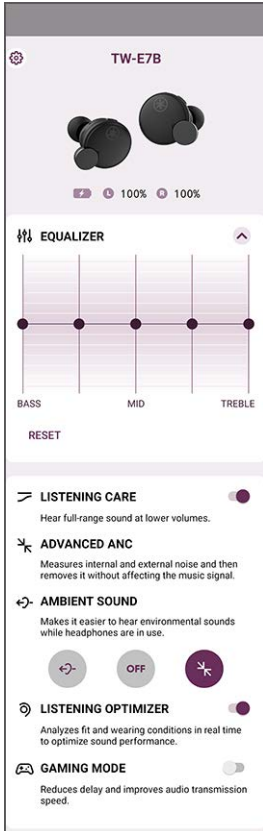 TW-E7B
L 100% R 100%
EQUALIZER
BASS MID TREBLE
RESET
LISTENING CARE
Hear full-range sound at lower volumes.
ADVANCED ANC
Measures internal and external noise and then
removes it without affecting the music signal.
AMBIENT SOUND
Makes it easier to hear environmental sounds
while headphones are in use.
OFF
LISTENING OPTIMIZER
Analyzes fit and wearing conditions in real time
to optimize sound performance.
GAMING MODE
Reduces delay and improves audio transmission
speed.